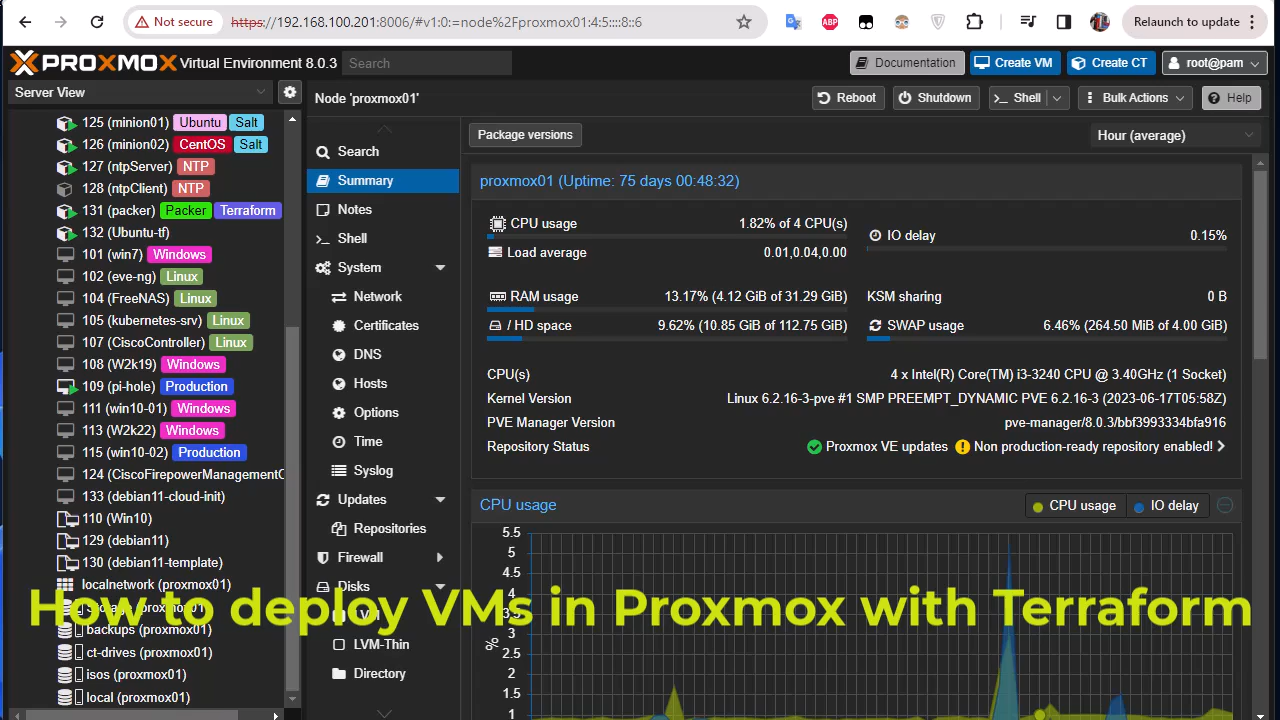 Not secure https://192.168.100.201:8006/#v1:0:=node%2Fproxmox01:4:5::::8::6 ABP Relaunch to update
PROXMOX Virtual Environment 8.0.3 Search Documentation Create VM Create CT root@pam
Server View Node 'proxmox01' Reboot Shutdown >_ Shell Bulk Actions Help
125 (minion01) Ubuntu Salt
126 (minion02) CentOS Salt
127 (ntpServer) NTP
128 (ntpClient) NTP
131 (packer) Packer Terraform
132 (Ubuntu-tf)
101 (win7) Windows
102 (eve-ng) Linux
104 (FreeNAS) Linux
105 (kubernetes-srv) Linux
107 (CiscoController) Linux
108 (W2k19) Windows
109 (pi-hole) Production
111 (win10-01) Windows
113 (W2k22) Windows
115 (win10-02) Production
124 (CiscoFirepowerManagementC
133 (debian11-cloud-init)
110 (Win10)
129 (debian11)
130 (debian11-template)
localnetwork (proxmox01)
(proxmox01)
backups (proxmox01)
ct-drives (proxmox01)
isos (proxmox01)
local (proxmox01)
Search
Summary
Notes
>_ Shell
System
Network
Certificates
DNS
Hosts
Options
Time
Syslog
Updates
Repositories
Firewall
Disks
LVM-Thin
Directory
Package versions Hour (average)
proxmox01 (Uptime: 75 days 00:48:32)
CPU usage 1.82% of 4 CPU(s)
IO delay 0.15%
Load average 0.01,0.04,0.00
RAM usage 13.17% (4.12 GiB of 31.29 GiB)
KSM sharing 0 B
/ HD space 9.62% (10.85 GiB of 112.75 GiB)
SWAP usage 6.46% (264.50 MiB of 4.00 GiB)
CPU(s) 4 x Intel(R) Core(TM) i3-3240 CPU @ 3.40GHz (1 Socket)
Kernel Version Linux 6.2.16-3-pve #1 SMP PREEMPT_DYNAMIC PVE 6.2.16-3 (2023-06-17T05:58Z)
PVE Manager Version pve-manager/8.0.3/bbf3993334bfa916
Repository Status Proxmox VE updates Non production-ready repository enabled!
CPU usage CPU usage IO delay
5.5
5
4.5
4
3.5
3
2.5
2
1.5
1
%
How to deploy VMs in Proxmox with Terraform